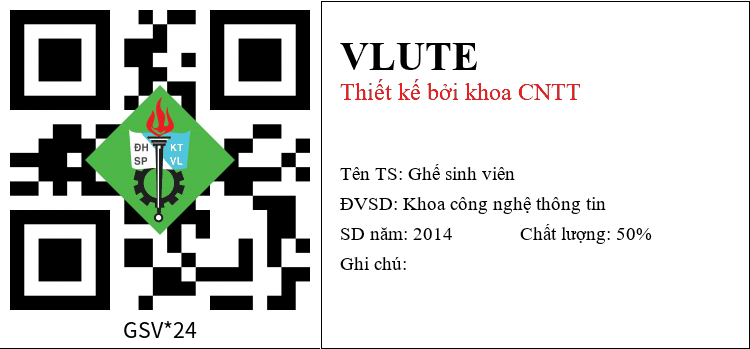 ĐH KT
SP VL
GSV*24
VLUTE
Thiết kế bởi khoa CNTT
Tên TS: Ghế sinh viên
ĐVSD: Khoa công nghệ thông tin
SD năm: 2014 Chất lượng: 50%
Ghi chú: